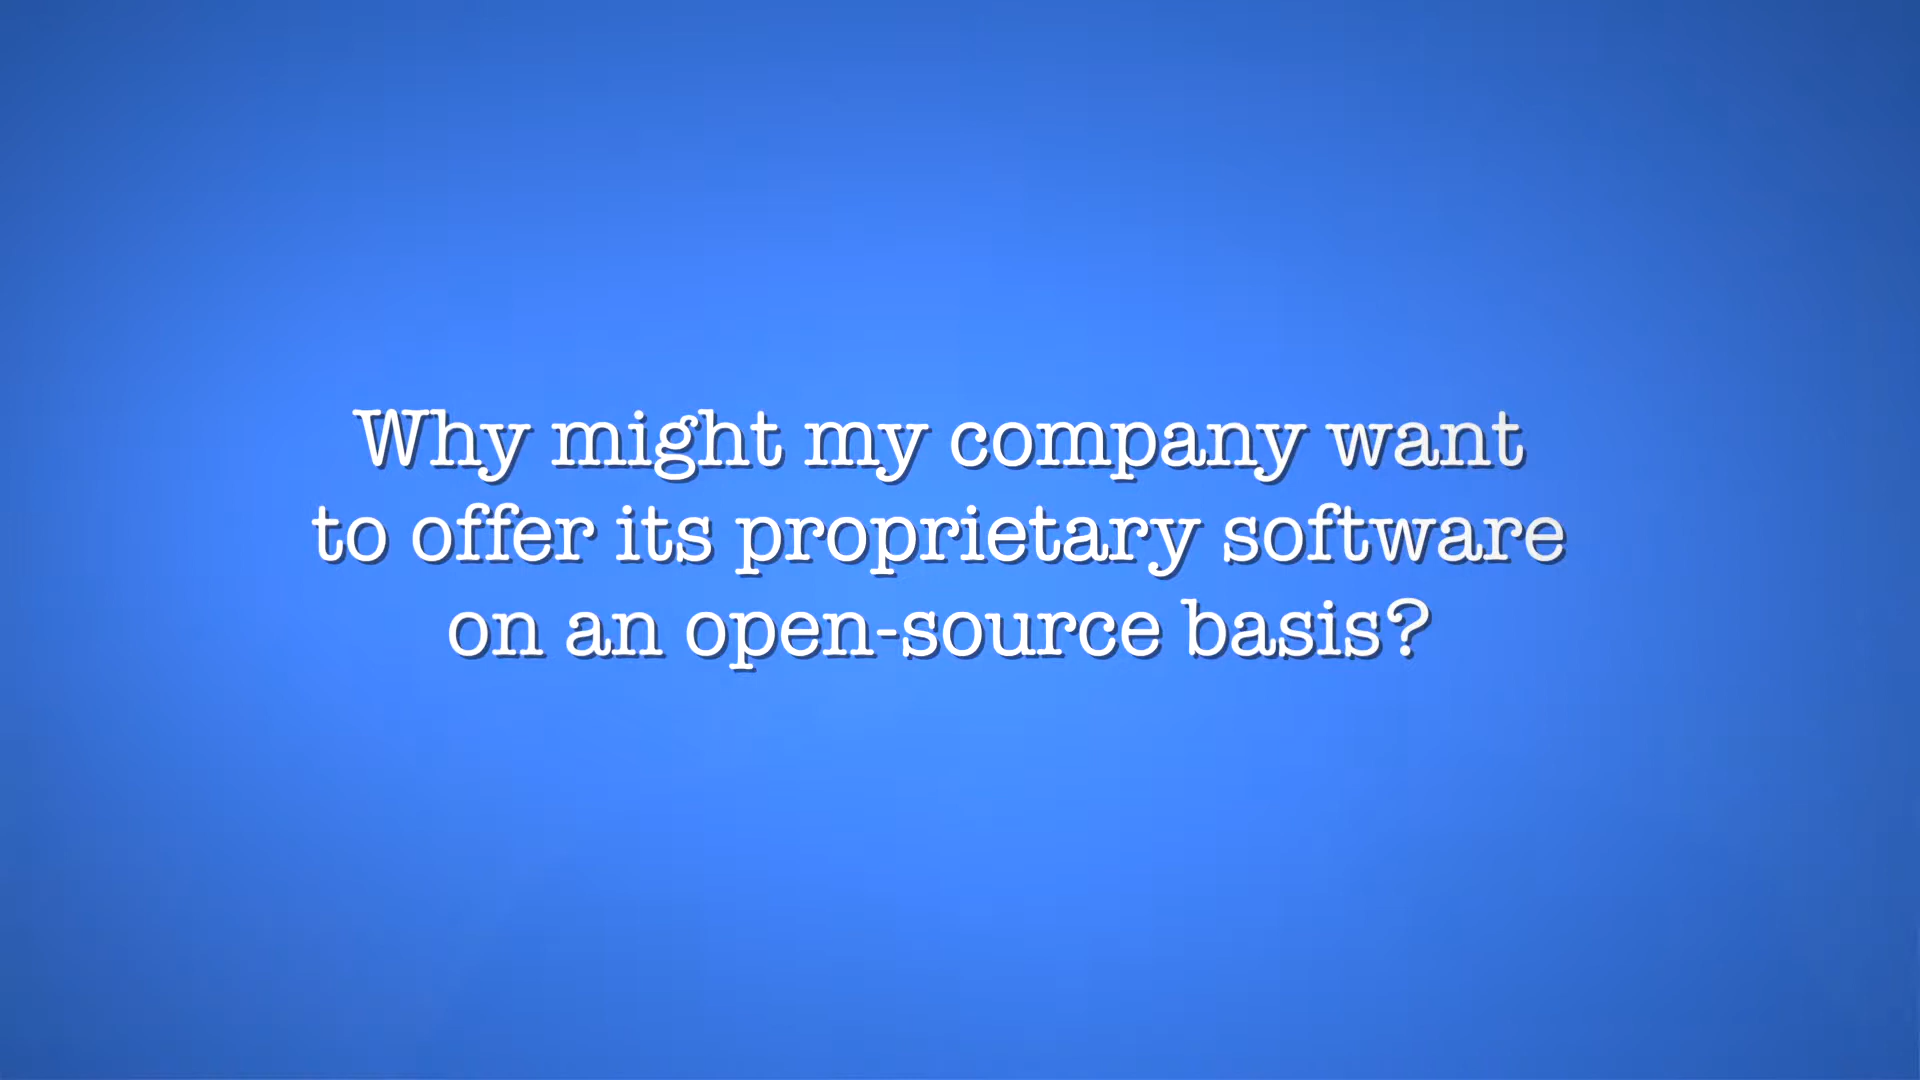 Why might my company want
to offer its proprietary software
on an open-source basis?